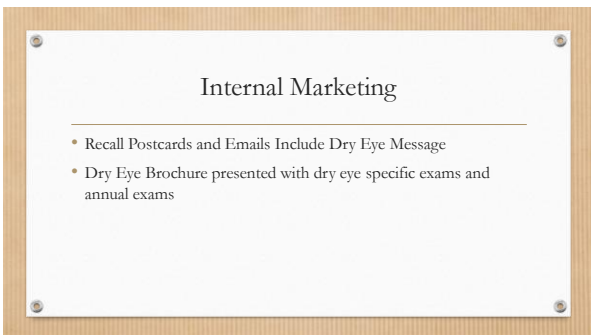 Internal Marketing
• Recall Postcards and Emails Include Dry Eye Message
• Dry Eye Brochure presented with dry eye specific exams and
annual exams